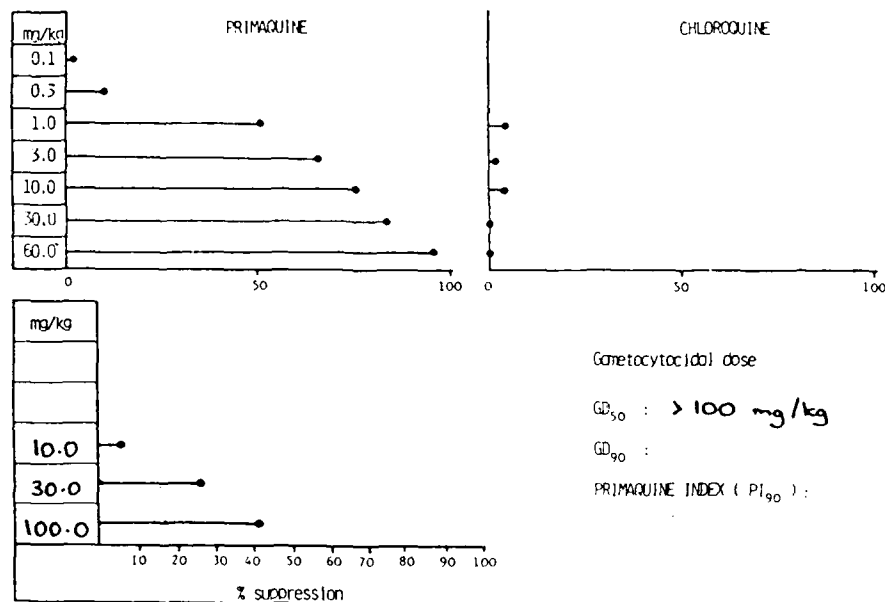 mg/kg PRIMAQUINE CHLOROQUINE
0.1
0.3
1.0
3.0
10.0
30.0
60.0
0 50 100 0 50 100
mg/kg
10.0
30.0
100.0
10 20 30 40 50 60 70 80 90 100
% suppression
Gametocytocidal dose
GD50 : > 100 mg/kg
GD90 :
PRIMAQUINE INDEX ( PI90 ) :